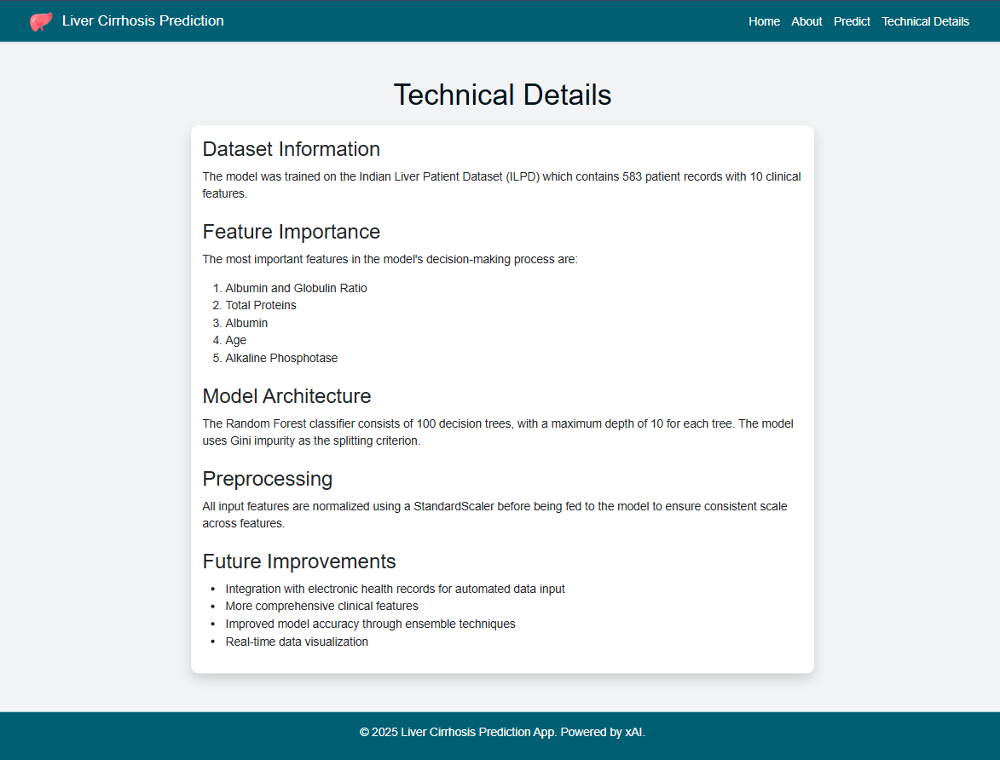 Liver Cirrhosis Prediction
Home About Predict Technical Details
Technical Details
Dataset Information
The model was trained on the Indian Liver Patient Dataset (ILPD) which contains 583 patient records with 10 clinical
features.
Feature Importance
The most important features in the model's decision-making process are:
1. Albumin and Globulin Ratio
2. Total Proteins
3. Albumin
4. Age
5. Alkaline Phosphotase
Model Architecture
The Random Forest classifier consists of 100 decision trees, with a maximum depth of 10 for each tree. The model
uses Gini impurity as the splitting criterion.
Preprocessing
All input features are normalized using a StandardScaler before being fed to the model to ensure consistent scale
across features.
Future Improvements
• Integration with electronic health records for automated data input
• More comprehensive clinical features
• Improved model accuracy through ensemble techniques
• Real-time data visualization
© 2025 Liver Cirrhosis Prediction App. Powered by xAI.